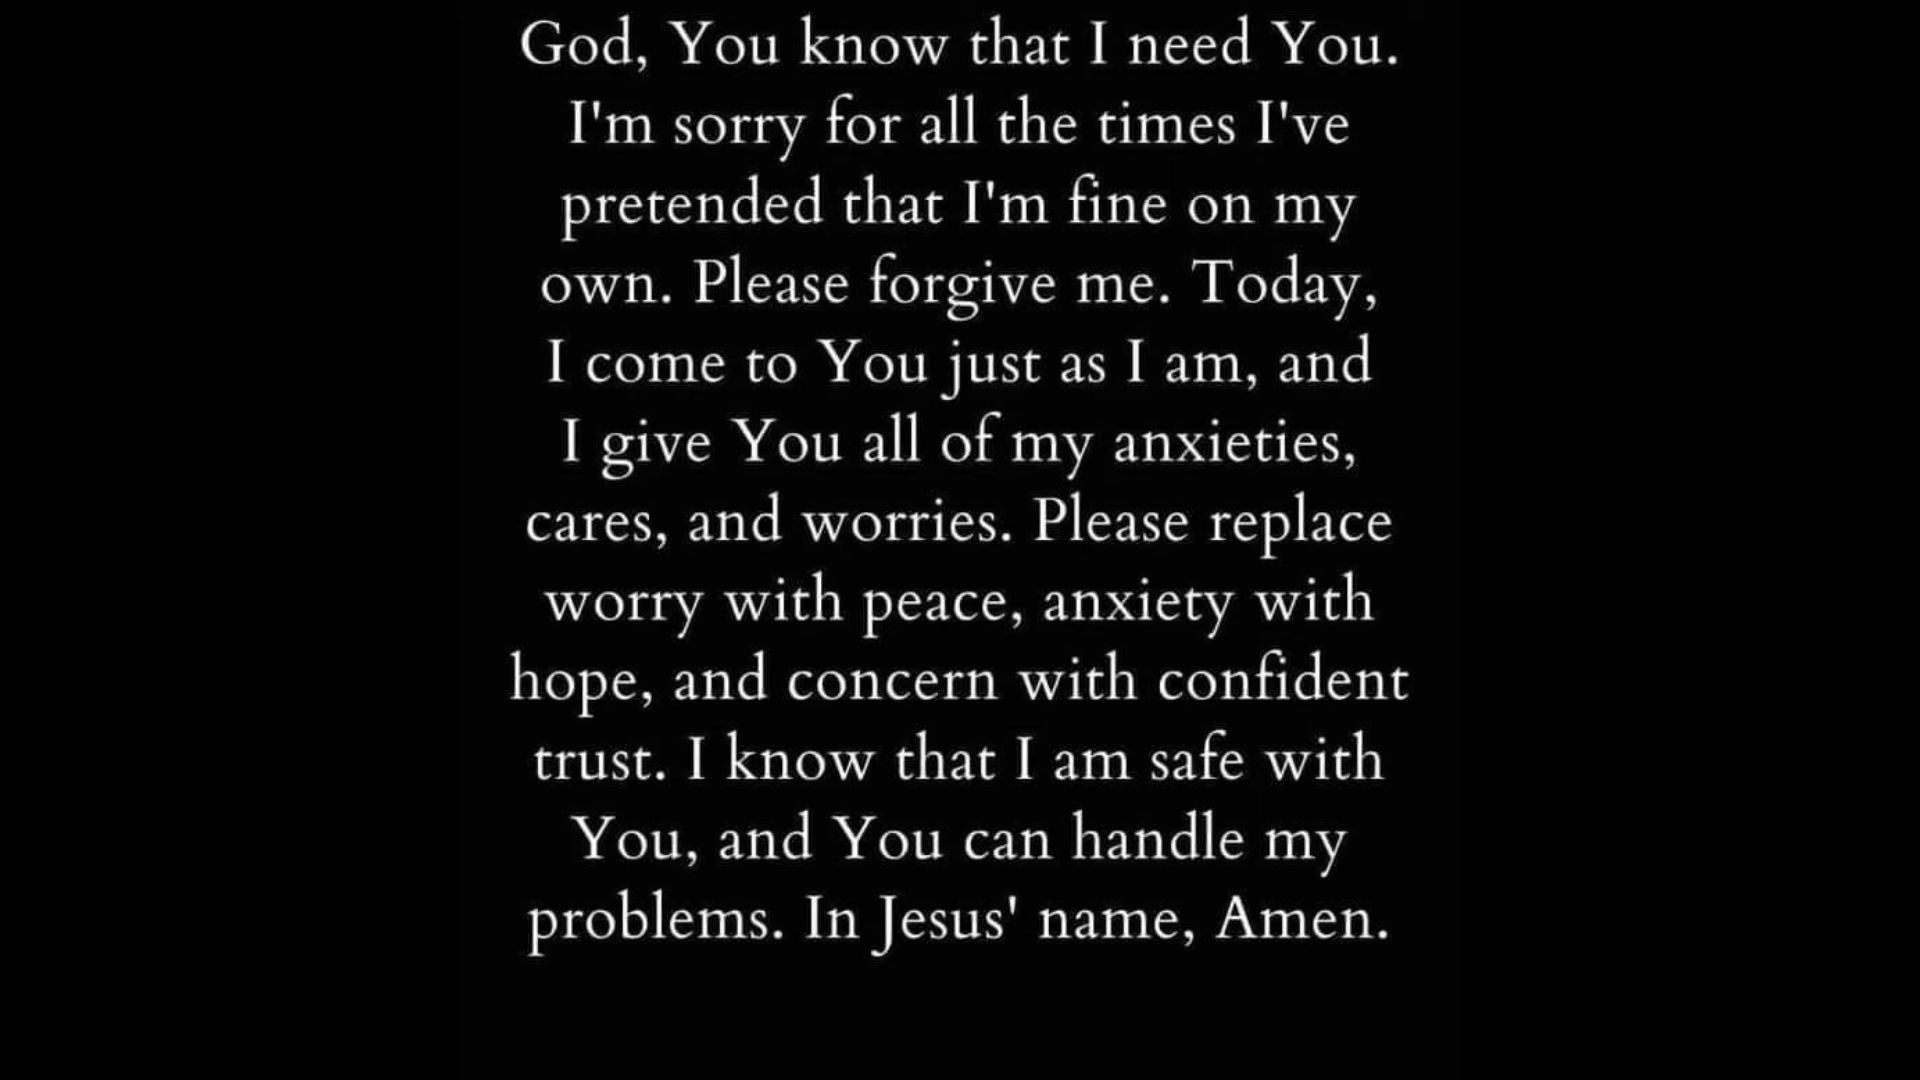 God, You know that I need You.
I'm sorry for all the times I've
pretended that I'm fine on my
own. Please forgive me. Today,
I come to You just as I am, and
I give You all of my anxieties,
cares, and worries. Please replace
worry with peace, anxiety with
hope, and concern with confident
trust. I know that I am safe with
You, and You can handle my
problems. In Jesus' name, Amen.